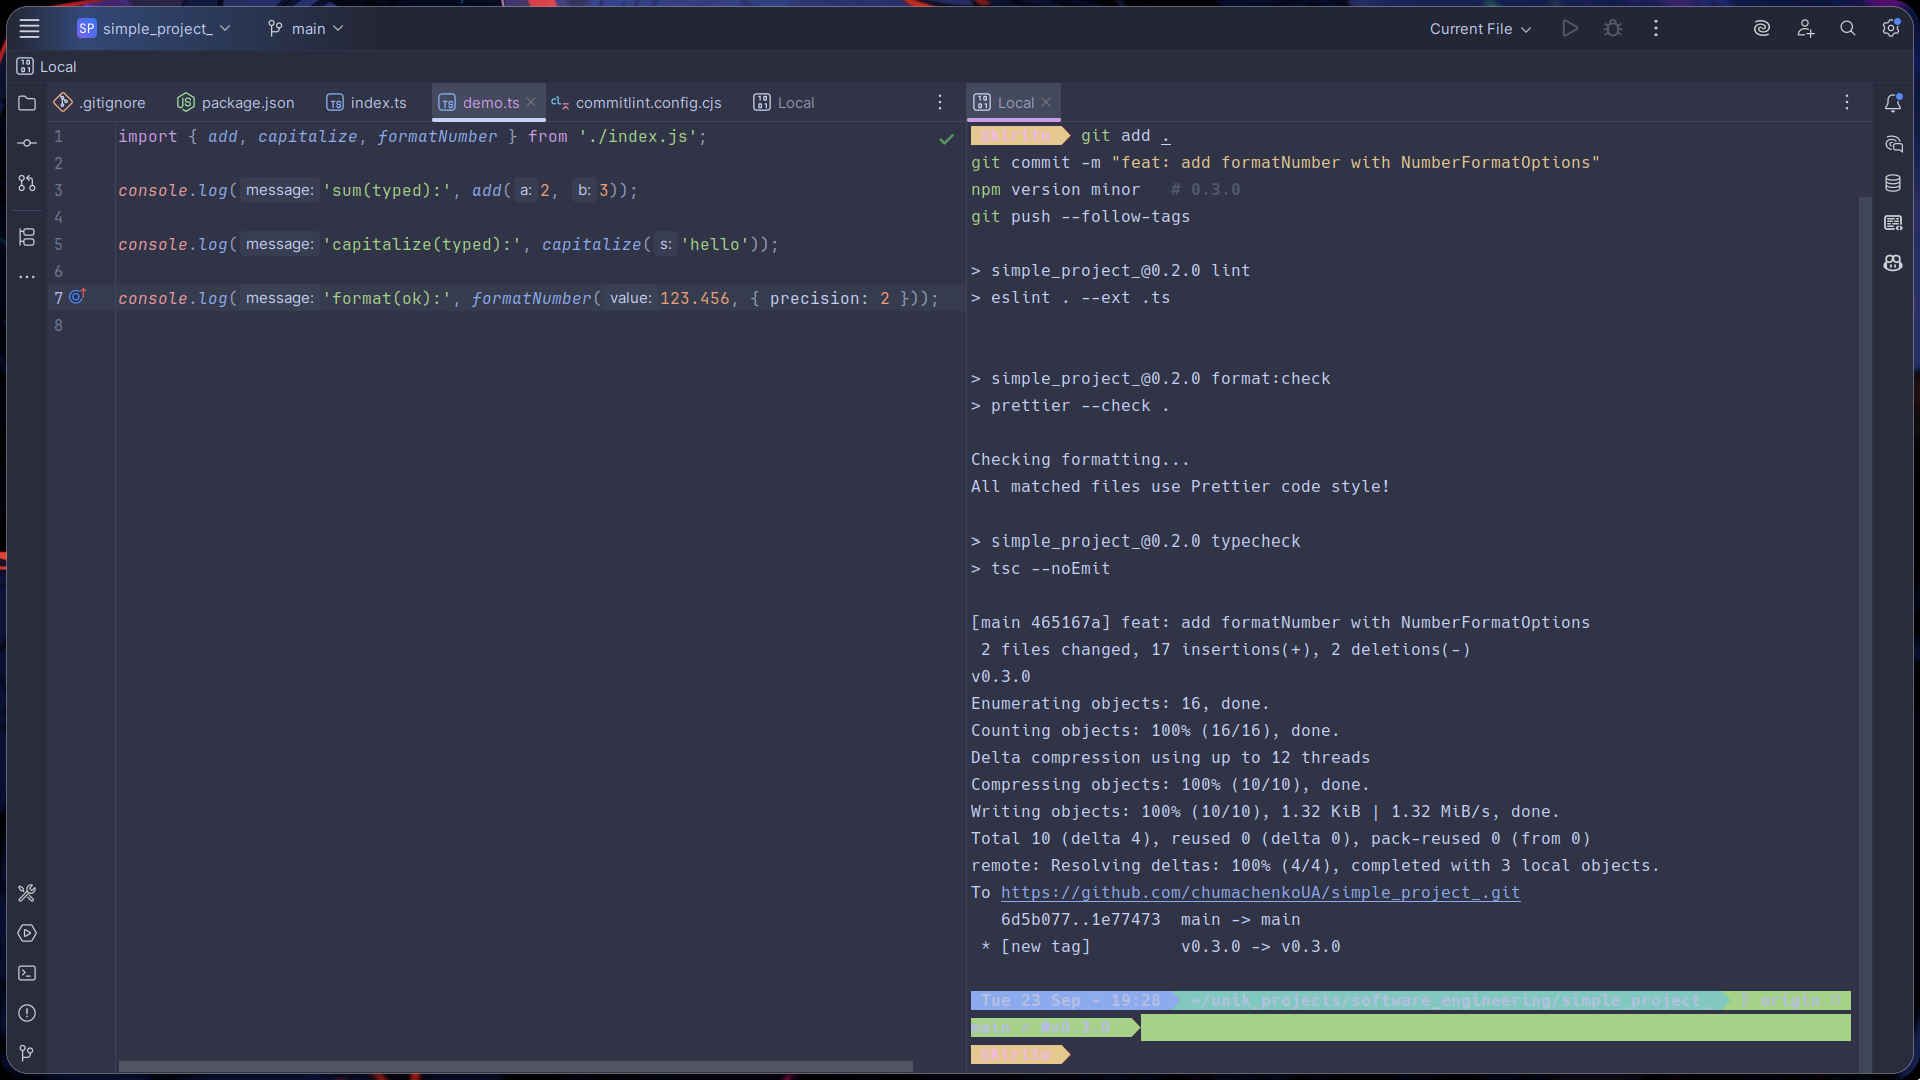 SP simple_project_ main Current File
Local
.gitignore package.json index.ts demo.ts commitlint.config.cjs Local
1 import { add, capitalize, formatNumber } from './index.js';
2
3 console.log( message: 'sum(typed):', add( a: 2, b: 3));
4
5 console.log( message: 'capitalize(typed):', capitalize( s: 'hello'));
6
7 console.log( message: 'format(ok):', formatNumber( value: 123.456, { precision: 2 }));
8
Local
@kirito git add .
git commit -m "feat: add formatNumber with NumberFormatOptions"
npm version minor # 0.3.0
git push --follow-tags
> simple_project_@0.2.0 lint
> eslint . --ext .ts
> simple_project_@0.2.0 format:check
> prettier --check .
Checking formatting...
All matched files use Prettier code style!
> simple_project_@0.2.0 typecheck
> tsc --noEmit
[main 465167a] feat: add formatNumber with NumberFormatOptions
2 files changed, 17 insertions(+), 2 deletions(-)
v0.3.0
Enumerating objects: 16, done.
Counting objects: 100% (16/16), done.
Delta compression using up to 12 threads
Compressing objects: 100% (10/10), done.
Writing objects: 100% (10/10), 1.32 KiB | 1.32 MiB/s, done.
Total 10 (delta 4), reused 0 (delta 0), pack-reused 0 (from 0)
remote: Resolving deltas: 100% (4/4), completed with 3 local objects.
To https://github.com/chumachenkoUA/simple_project_.git
6d5b077..1e77473 main -> main
* [new tag] v0.3.0 -> v0.3.0
Tue 23 Sep - 19:28 ~/unik_projects/software_engineering/simple_project_ origin
main
@kirito